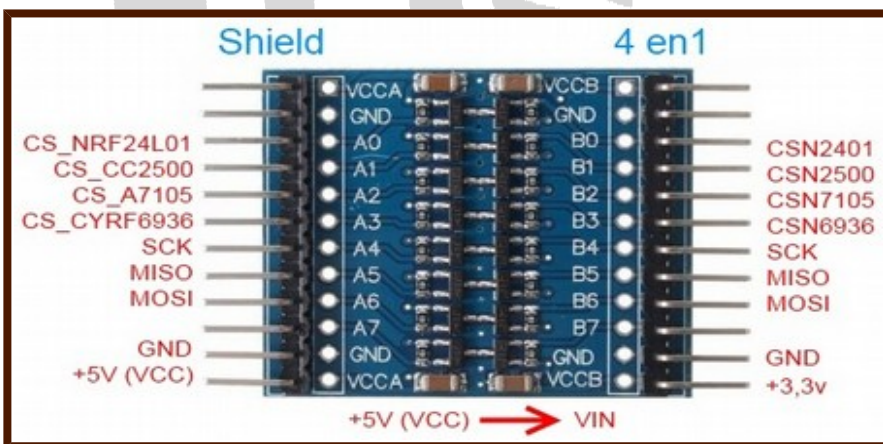 Shield 4 en1
VCCA VCCB
GND GND
CS_NRF24L01 A0 B0 CSN2401
CS_CC2500 A1 B1 CSN2500
CS_A7105 A2 B2 CSN7105
CS_CYRF6936 A3 B3 CSN6936
SCK A4 B4 SCK
MISO A5 B5 MISO
MOSI A6 B6 MOSI
A7 B7
GND GND GND GND
+5V (VCC) VCCA VCCB +3,3v
+5V (VCC) VIN